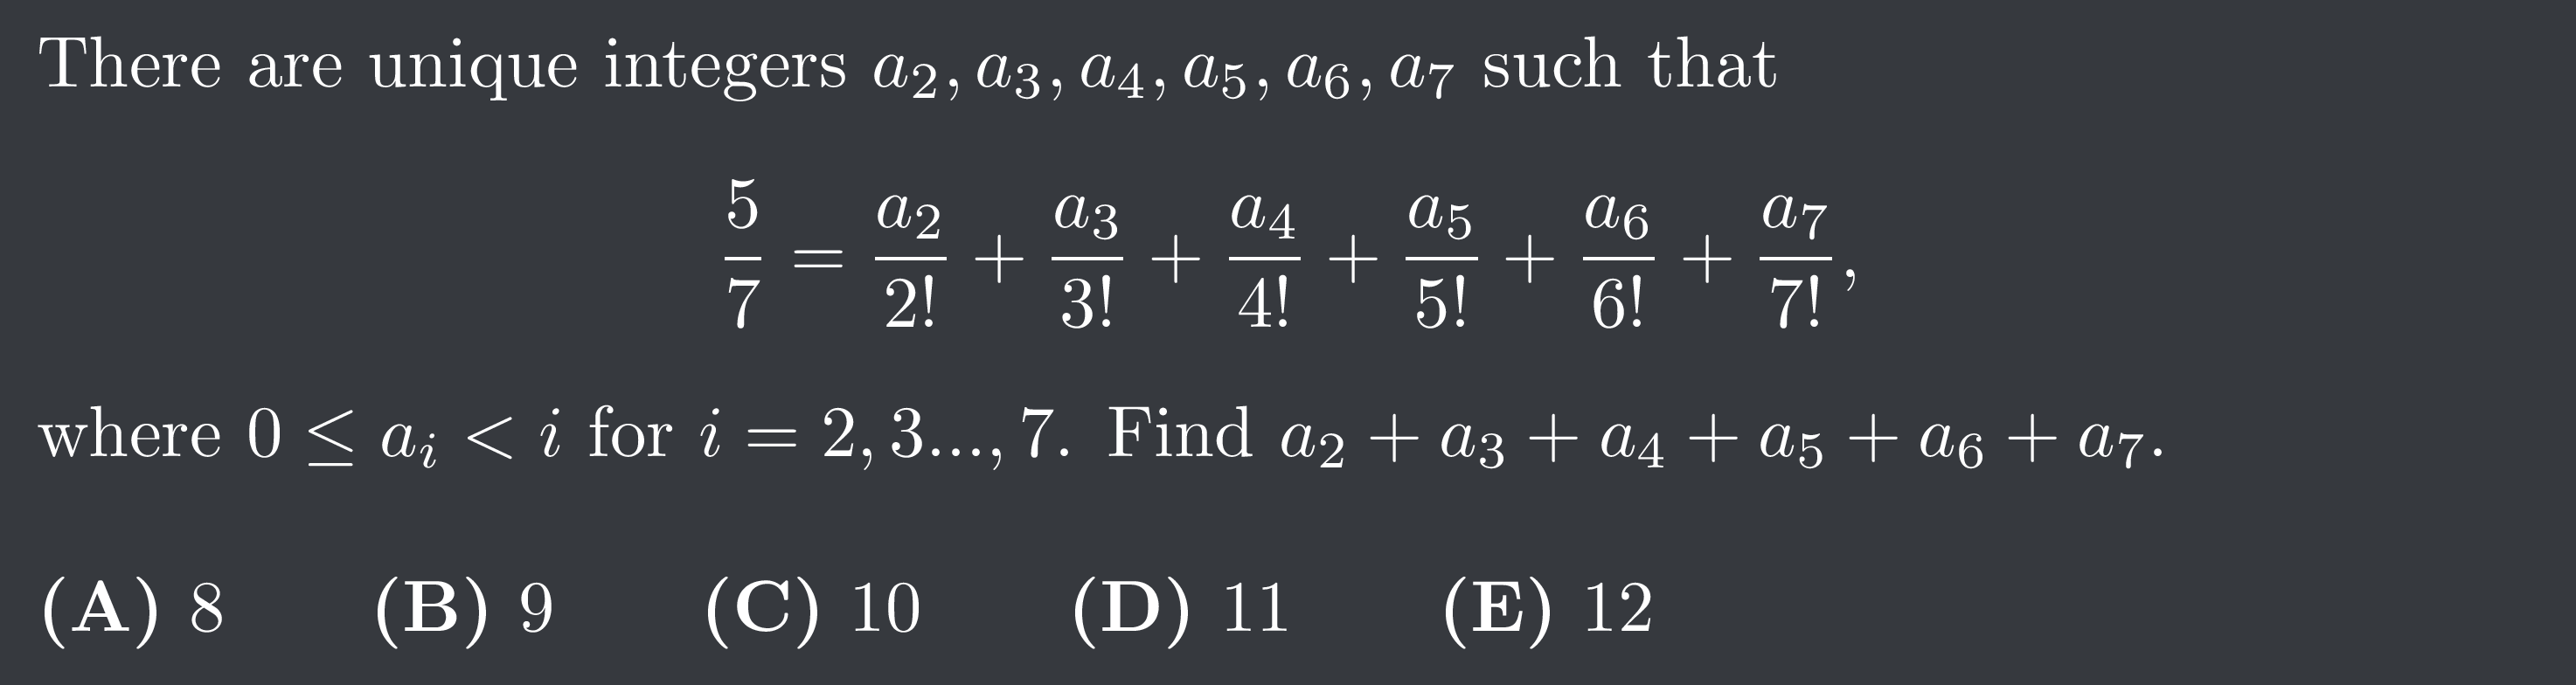 There are unique integers a₂, a₃, a₄, a₅, a₆, a₇ such that
5/7 = a₂/2! + a₃/3! + a₄/4! + a₅/5! + a₆/6! + a₇/7!,
where 0 ≤ aᵢ < i for i = 2, 3..., 7. Find a₂ + a₃ + a₄ + a₅ + a₆ + a₇.
(A) 8 (B) 9 (C) 10 (D) 11 (E) 12